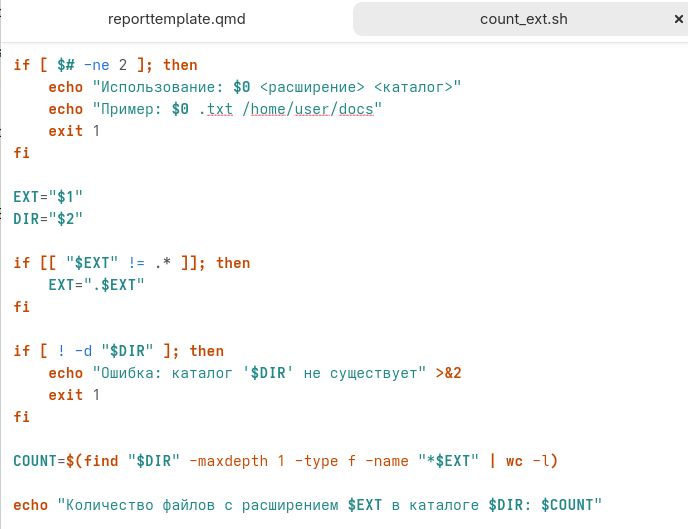 reporttemplate.qmd count_ext.sh ×
if [ $# -ne 2 ]; then
    echo "Использование: $0 <расширение> <каталог>"
    echo "Пример: $0 .txt /home/user/docs"
    exit 1
fi

EXT="$1"
DIR="$2"

if [[ "$EXT" != .* ]]; then
    EXT=".$EXT"
fi

if [ ! -d "$DIR" ]; then
    echo "Ошибка: каталог '$DIR' не существует" >&2
    exit 1
fi

COUNT=$(find "$DIR" -maxdepth 1 -type f -name "*$EXT" | wc -l)

echo "Количество файлов с расширением $EXT в каталоге $DIR: $COUNT"